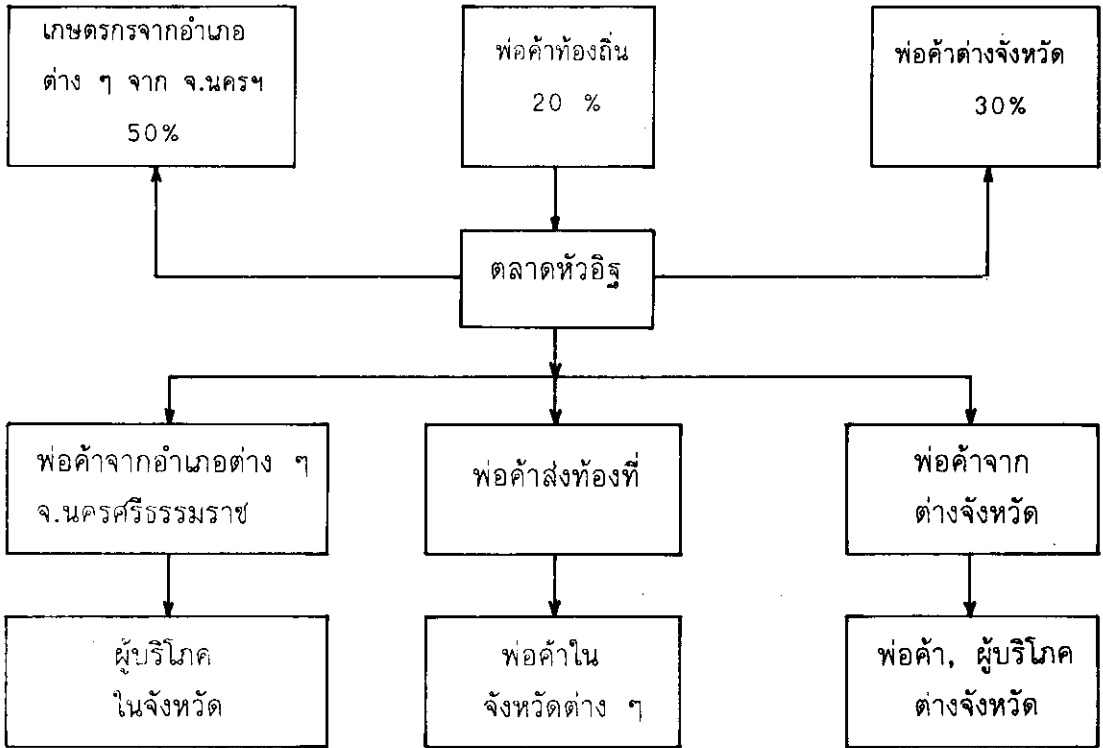 เกษตรกรจากอำเภอ
ต่าง ๆ จาก จ.นครฯ
50%
พ่อค้าท้องถิ่น
20 %
พ่อค้าต่างจังหวัด
30%
ตลาดหัวอิฐ
พ่อค้าจากอำเภอต่าง ๆ
จ.นครศรีธรรมราช
พ่อค้าส่งท้องที่
พ่อค้าจาก
ต่างจังหวัด
ผู้บริโภค
ในจังหวัด
พ่อค้าใน
จังหวัดต่าง ๆ
พ่อค้า, ผู้บริโภค
ต่างจังหวัด